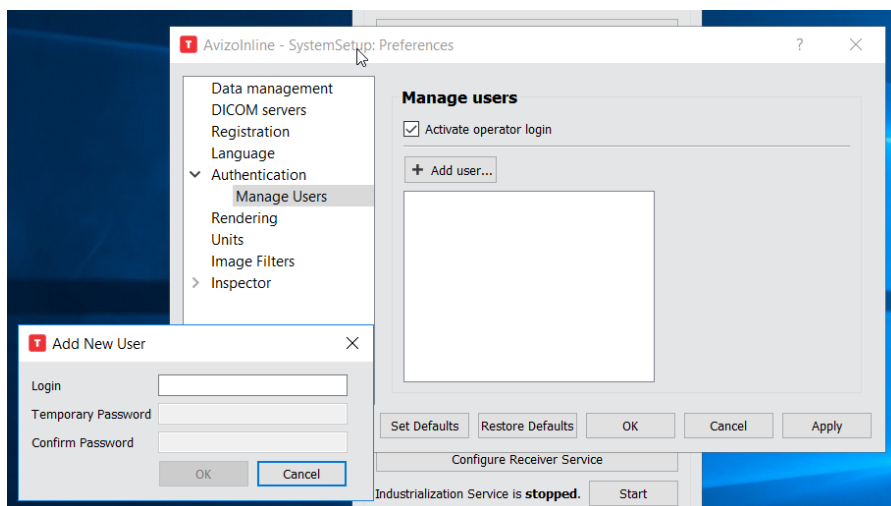 AvizoInline - SystemSetup: Preferences
?
Data management
DICOM servers
Registration
Language
Authentication
Manage Users
Rendering
Units
Image Filters
Inspector
Manage users
Activate operator login
+ Add user...
Set Defaults
Restore Defaults
OK
Cancel
Apply
T Add New User
Login
Temporary Password
Confirm Password
OK
Cancel
Configure Receiver Service
Industrialization Service is stopped.
Start